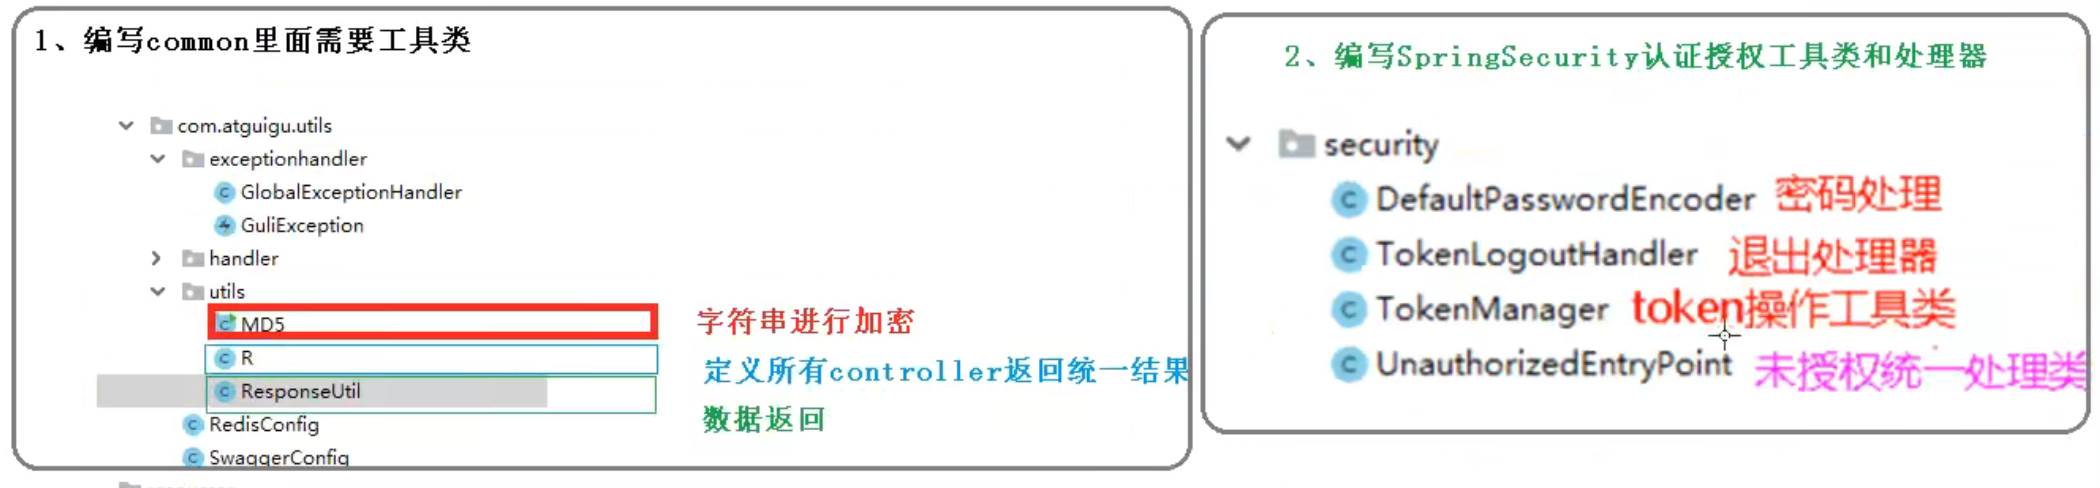 1、编写common里面需要工具类
com.atguigu.utils
exceptionhandler
GlobalExceptionHandler
GuliException
handler
utils
MD5 字符串进行加密
R 定义所有controller返回统一结果
ResponseUtil 数据返回
RedisConfig
SwaggerConfig
2、编写SpringSecurity认证授权工具类和处理器
security
DefaultPasswordEncoder 密码处理
TokenLogoutHandler 退出处理器
TokenManager token操作工具类
UnauthorizedEntryPoint 未授权统一处理类